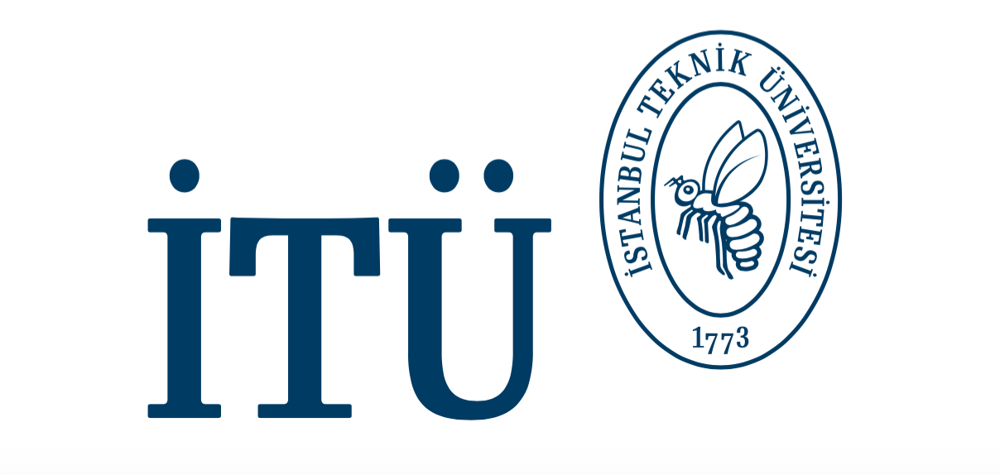 İTÜ
İSTANBUL TEKNİK ÜNİVERSİTESİ
1773